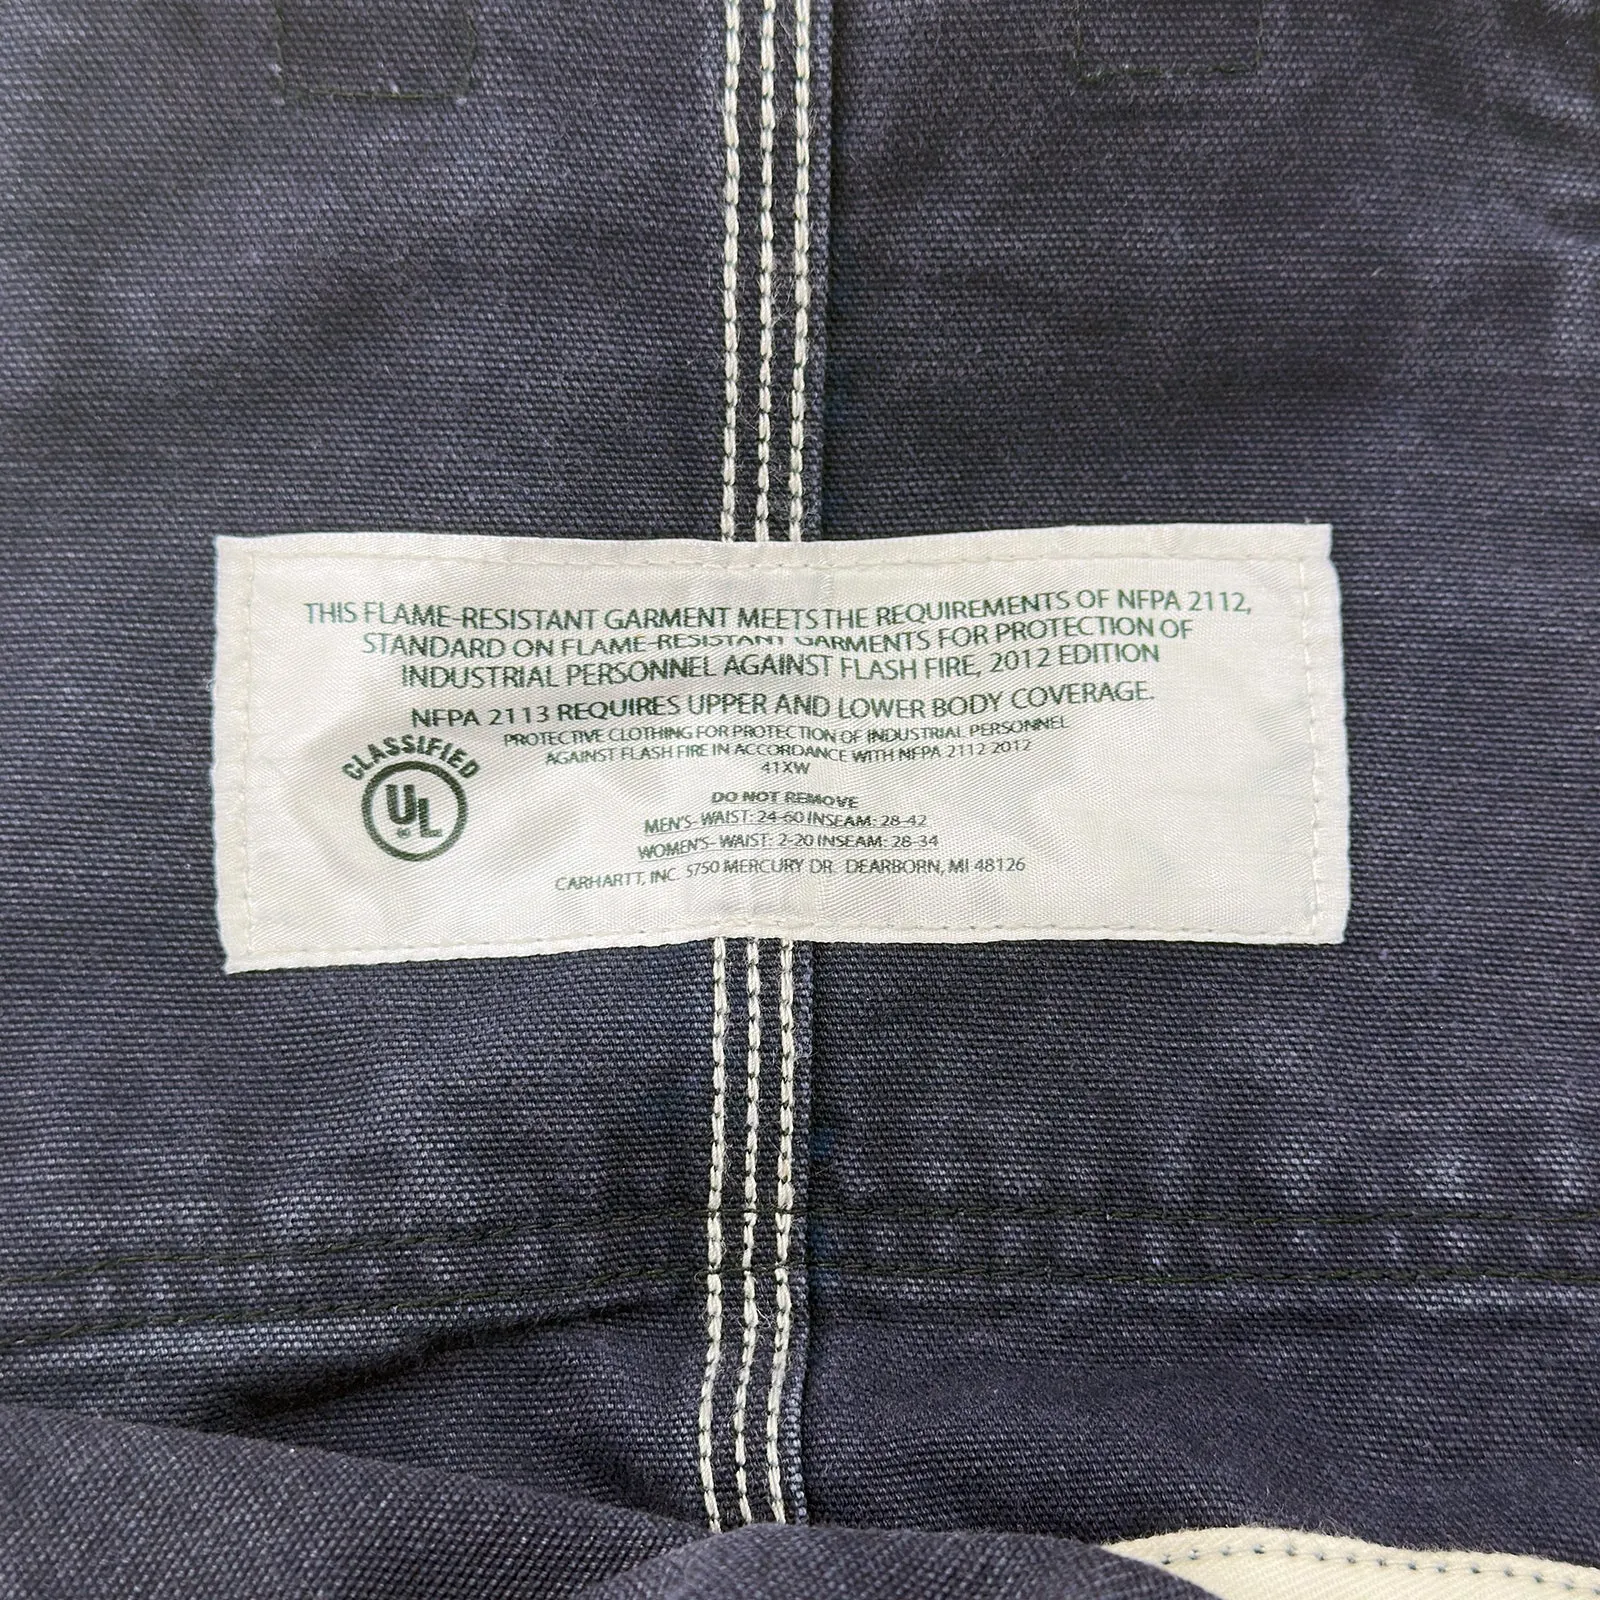 THIS FLAME-RESISTANT GARMENT MEETS THE REQUIREMENTS OF NFPA 2112,
STANDARD ON FLAME-RESISTANT GARMENTS FOR PROTECTION OF
INDUSTRIAL PERSONNEL AGAINST FLASH FIRE, 2012 EDITION
NFPA 2113 REQUIRES UPPER AND LOWER BODY COVERAGE.
PROTECTIVE CLOTHING FOR PROTECTION OF INDUSTRIAL PERSONNEL
AGAINST FLASH FIRE IN ACCORDANCE WITH NFPA 2112 2012
41XW
CLASSIFIED
UL
®
DO NOT REMOVE
MEN'S- WAIST: 24-60 INSEAM: 28-42
WOMEN'S- WAIST: 2-20 INSEAM: 28-34
CARHARTT, INC. 5750 MERCURY DR. DEARBORN, MI 48126